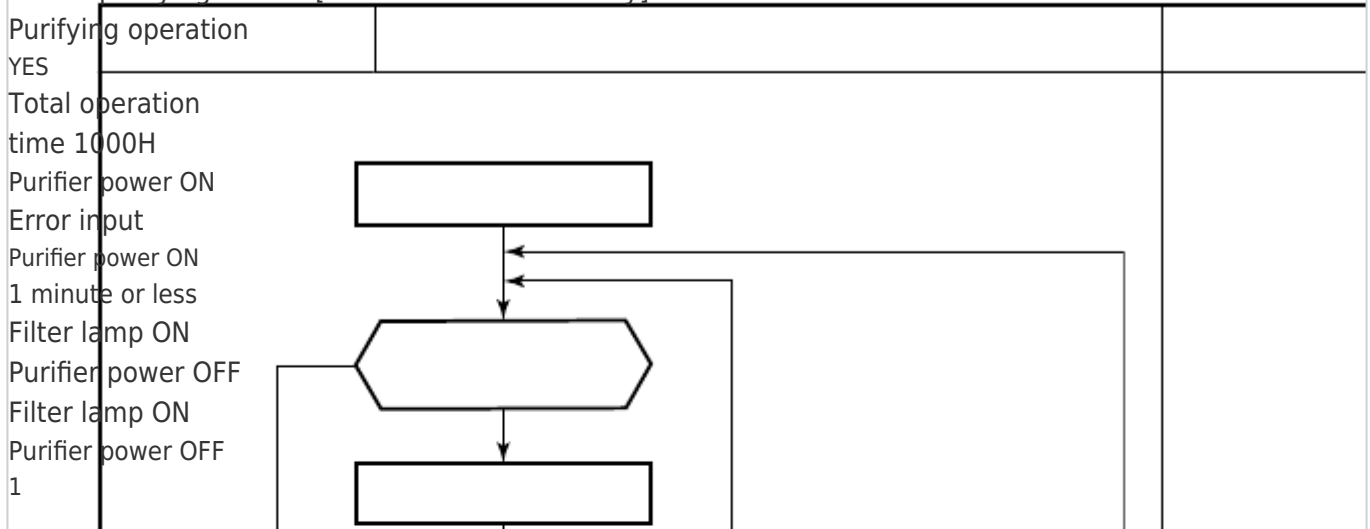 Purifying operation
YES
Total operation
time 1000H
Purifier power ON
Error input
Purifier power ON
1 minute or less
Filter lamp ON
Purifier power OFF
Filter lamp ON
Purifier power OFF
1